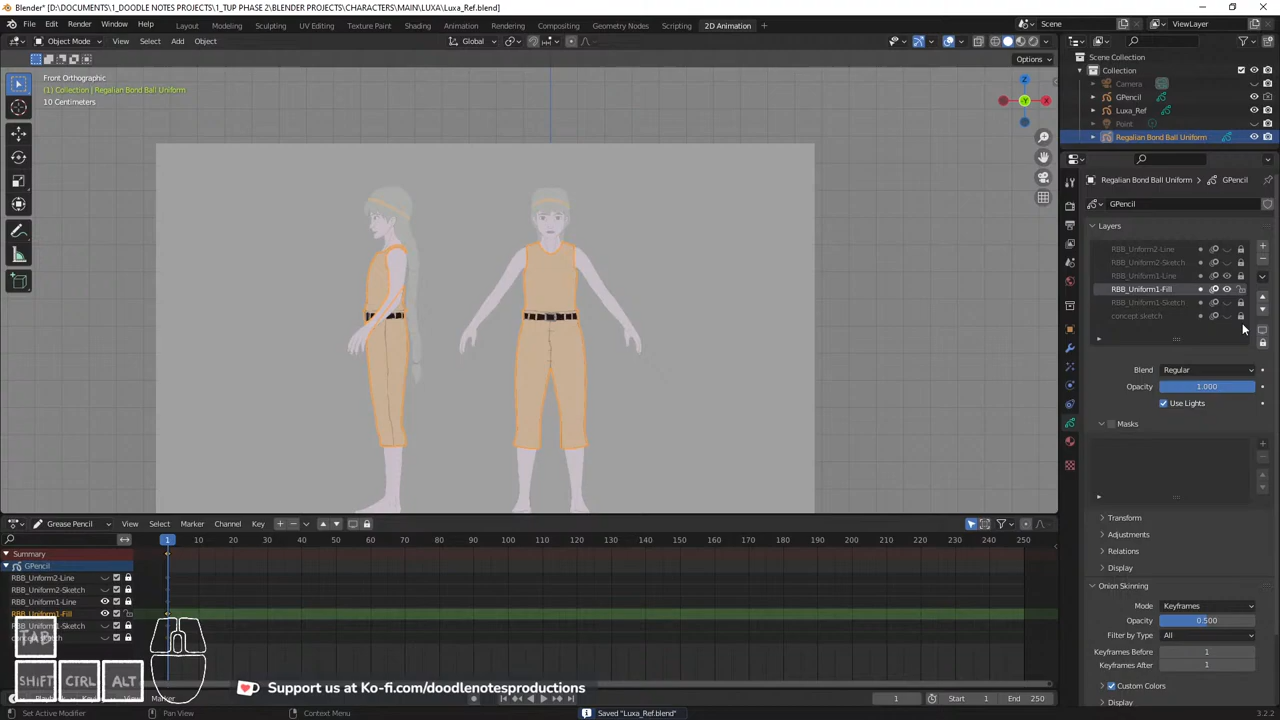 Blender* [D:\DOCUMENTS\1_DOODLE NOTES PROJECTS\1_TUP PHASE 2\BLENDER PROJECTS\CHARACTERS\MAIN\LUXA\Luxa_Ref.blend]
File Edit Render Window Help Layout Modeling Sculpting UV Editing Texture Paint Shading Animation Rendering Compositing Geometry Nodes Scripting 2D Animation Scene ViewLayer
Object Mode View Select Add Object Global
Options
Front Orthographic
(1) Collection | Regalian Bond Ball Uniform
10 Centimeters
Z
-Y
X
Scene Collection
Collection
Camera
GPencil
Luxa_Ref
Point
Regalian Bond Ball Uniform
Regalian Bond Ball Uniform GPencil
GPencil
Layers
RBB_Unform2-Line
RBB_Uniform2-Sketch
RBB_Uniform1-Line
RBB_Uniform1-Fill
RBB_Uniform1-Sketch
concept sketch
Blend Regular
Opacity 1.000
Use Lights
Masks
Transform
Adjustments
Relations
Display
Onion Skinning
Mode Keyframes
Opacity 0.500
Filter by Type All
Keyframes Before 1
Keyframes After 1
Custom Colors
Display
Grease Pencil View Select Marker Channel Key
1 10 20 30 40 50 60 70 80 90 100 110 120 130 140 150 160 170 180 190 200 210 220 230 240 250
Summary
GPencil
RBB_Uniform2-Line
RBB_Uniform2-Sketch
RBB_Uniform1-Line
RBB_Uniform1-Fill
TAB
SHIFT CTRL ALT
Support us at Ko-fi.com/doodlenotesproductions
Marker
1 Start 1 End 250
Set Active Modifier Pan View Context Menu Saved "Luxa_Ref.blend" 3.2.2